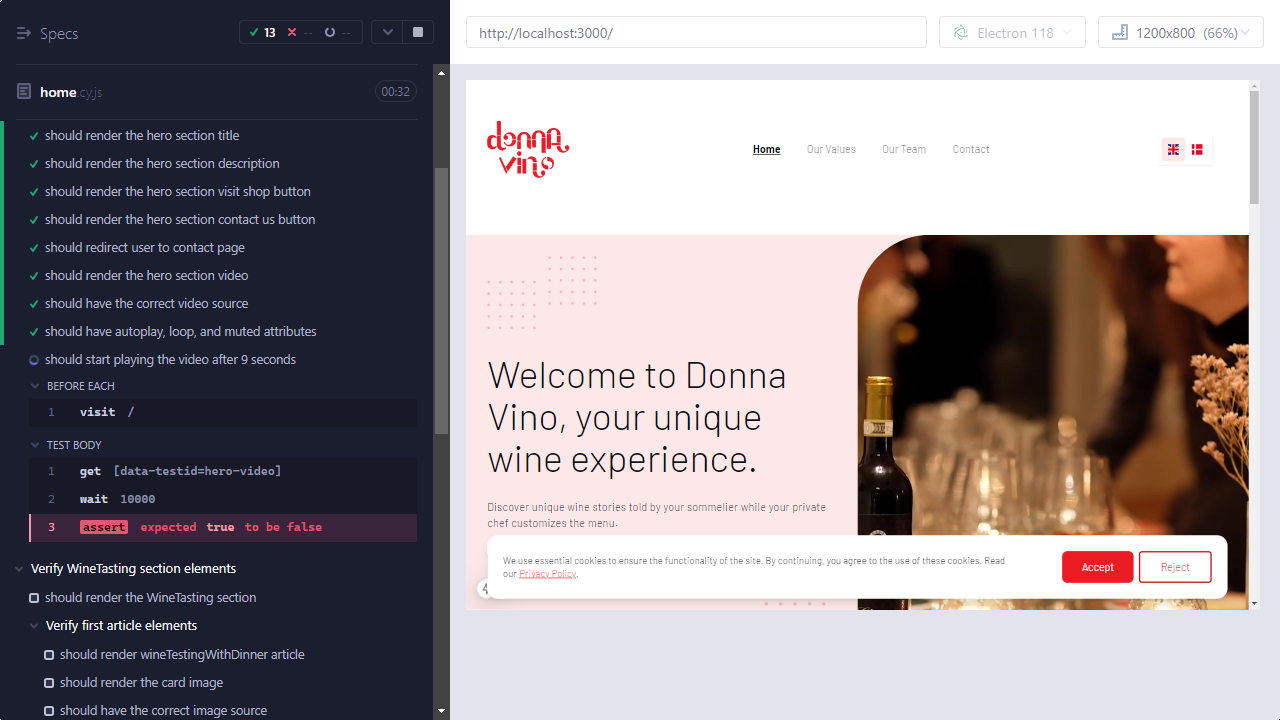 Specs
13
--
--
home.cy.js
00:32
should render the hero section title
should render the hero section description
should render the hero section visit shop button
should render the hero section contact us button
should redirect user to contact page
should render the hero section video
should have the correct video source
should have autoplay, loop, and muted attributes
should start playing the video after 9 seconds
BEFORE EACH
1 visit /
TEST BODY
1 get [data-testid=hero-video]
2 wait 10000
3 assert expected true to be false
Verify WineTasting section elements
should render the WineTasting section
Verify first article elements
should render wineTestingWithDinner article
should render the card image
should have the correct image source
http://localhost:3000/
Electron 118
1200x800 (66%)
donna
vino
Home
Our Values
Our Team
Contact
Welcome to Donna
Vino, your unique
wine experience.
Discover unique wine stories told by your sommelier while your private
chef customizes the menu.
We use essential cookies to ensure the functionality of the site. By continuing, you agree to the use of these cookies. Read
our Privacy Policy.
Accept
Reject